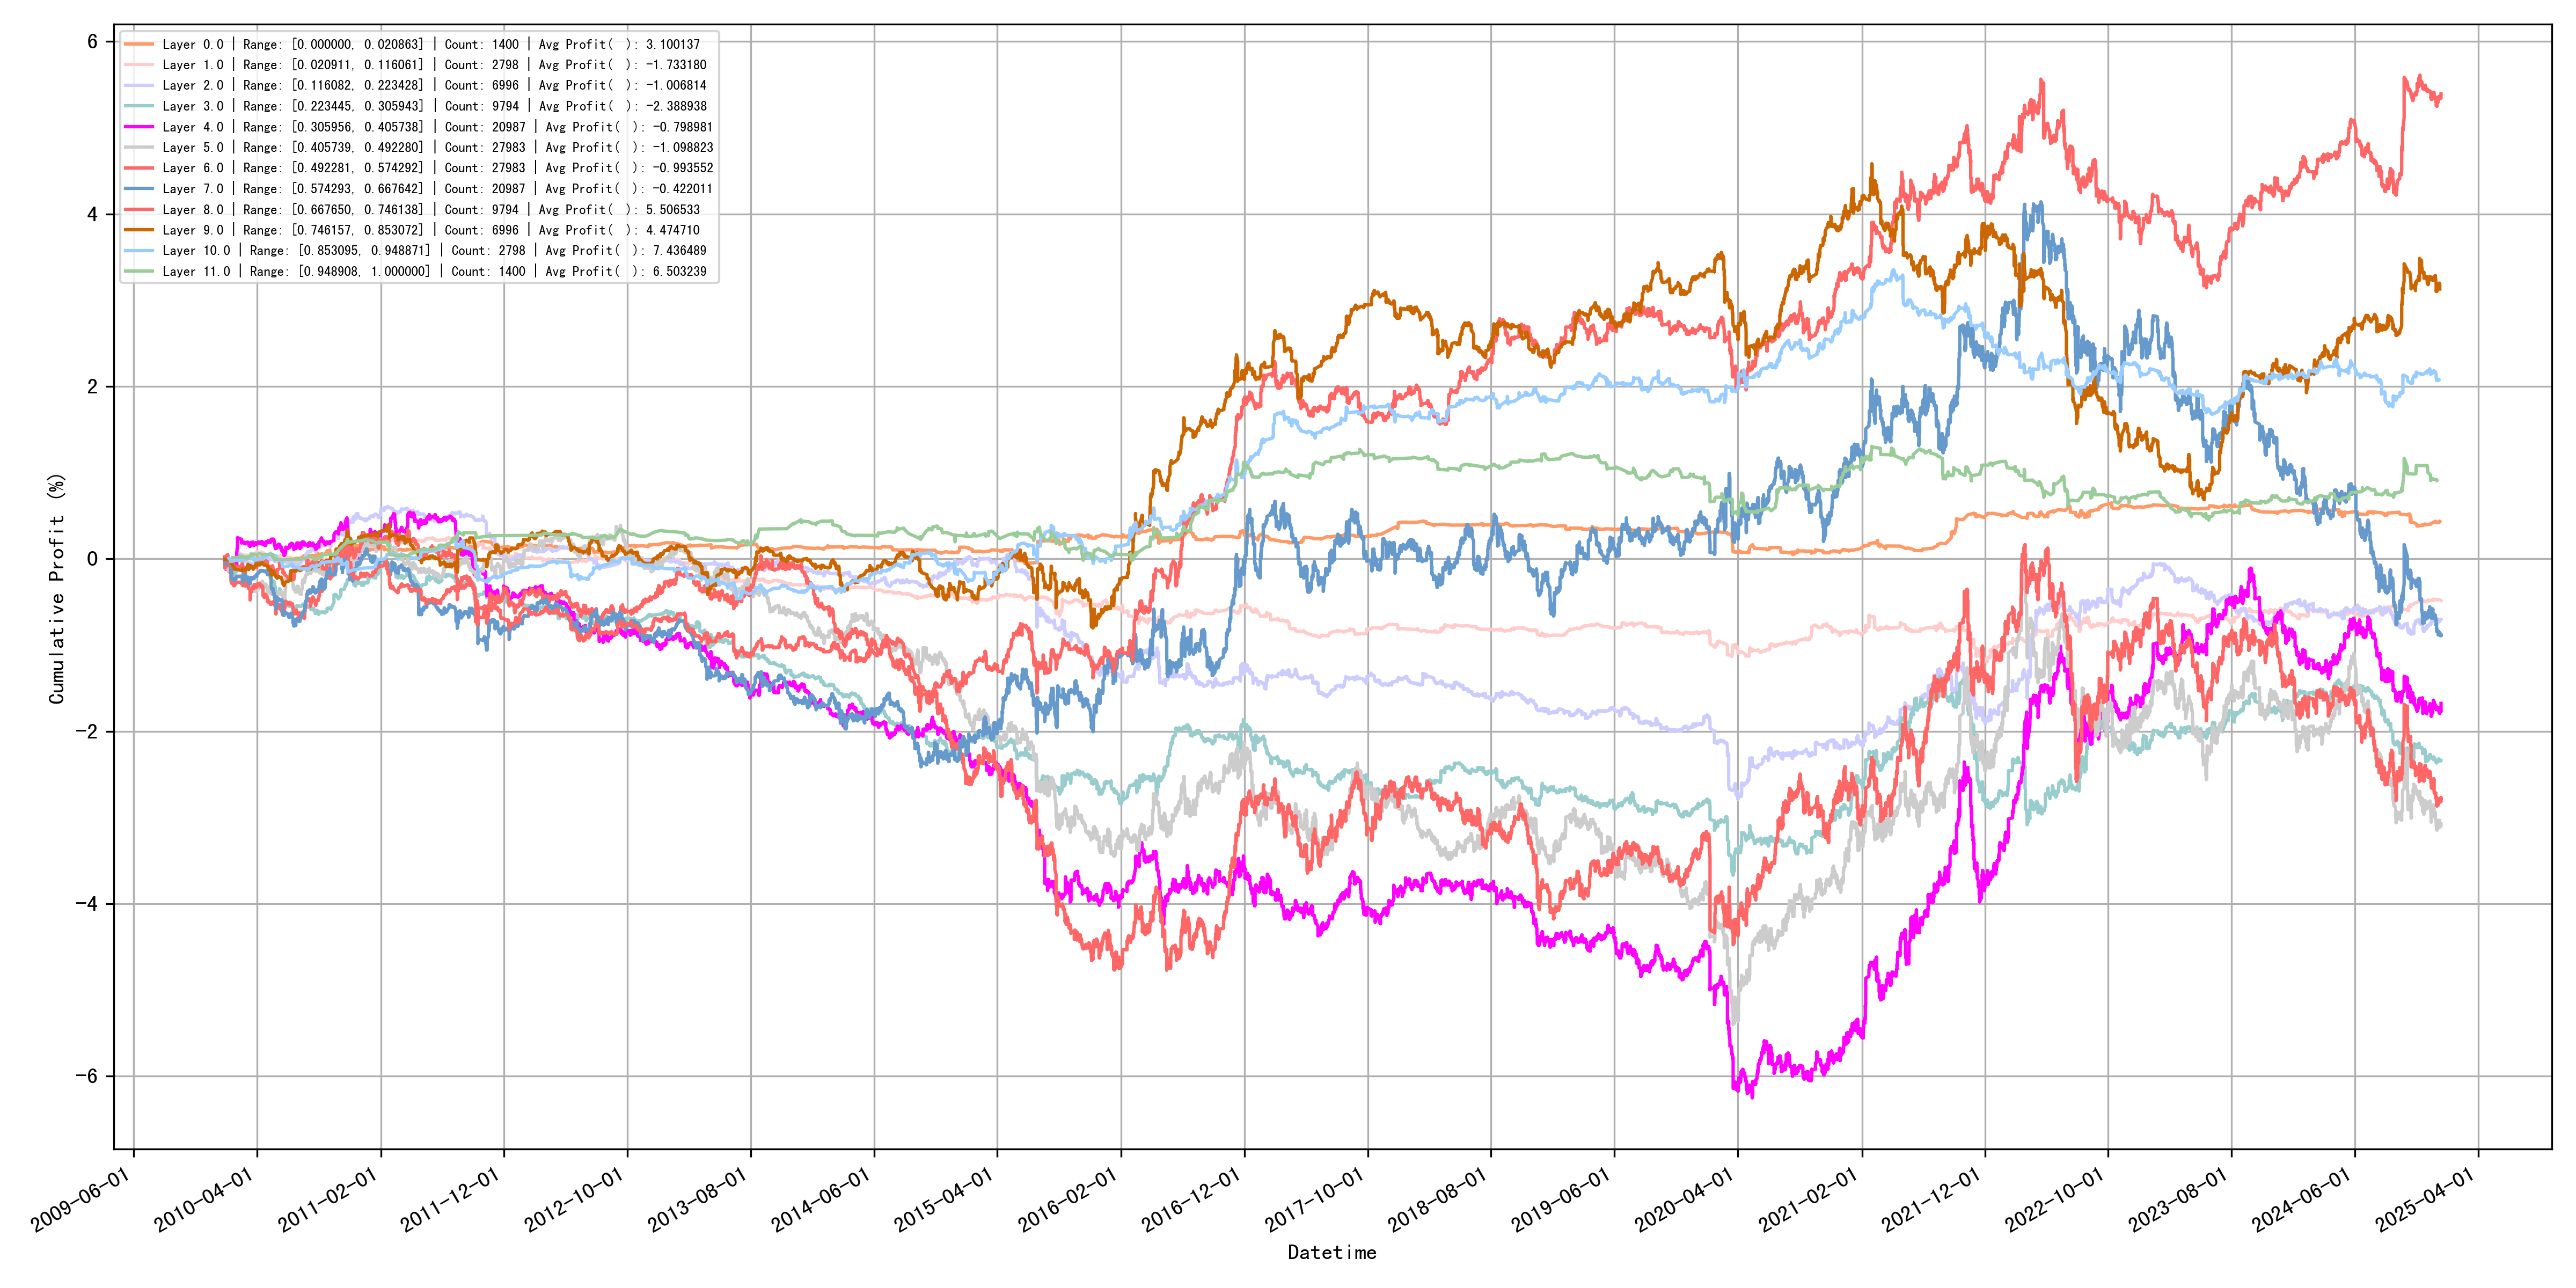 6
4
2
0
−2
−4
−6
Cumulative Profit (%)
Layer 0.0 | Range: [0.000000, 0.020863] | Count: 1400 | Avg Profit( ): 3.100137
Layer 1.0 | Range: [0.020911, 0.116061] | Count: 2798 | Avg Profit( ): -1.733180
Layer 2.0 | Range: [0.116082, 0.223428] | Count: 6996 | Avg Profit( ): -1.006814
Layer 3.0 | Range: [0.223445, 0.305943] | Count: 9794 | Avg Profit( ): -2.388938
Layer 4.0 | Range: [0.305956, 0.405738] | Count: 20987 | Avg Profit( ): -0.798981
Layer 5.0 | Range: [0.405739, 0.492280] | Count: 27983 | Avg Profit( ): -1.098823
Layer 6.0 | Range: [0.492281, 0.574292] | Count: 27983 | Avg Profit( ): -0.993552
Layer 7.0 | Range: [0.574293, 0.667642] | Count: 20987 | Avg Profit( ): -0.422011
Layer 8.0 | Range: [0.667650, 0.746138] | Count: 9794 | Avg Profit( ): 5.506533
Layer 9.0 | Range: [0.746157, 0.853072] | Count: 6996 | Avg Profit( ): 4.474710
Layer 10.0 | Range: [0.853095, 0.948871] | Count: 2798 | Avg Profit( ): 7.436489
Layer 11.0 | Range: [0.948908, 1.000000] | Count: 1400 | Avg Profit( ): 6.503239
2009-06-01
2010-04-01
2011-02-01
2011-12-01
2012-10-01
2013-08-01
2014-06-01
2015-04-01
2016-02-01
2016-12-01
2017-10-01
2018-08-01
2019-06-01
2020-04-01
2021-02-01
2021-12-01
2022-10-01
2023-08-01
2024-06-01
2025-04-01
Datetime